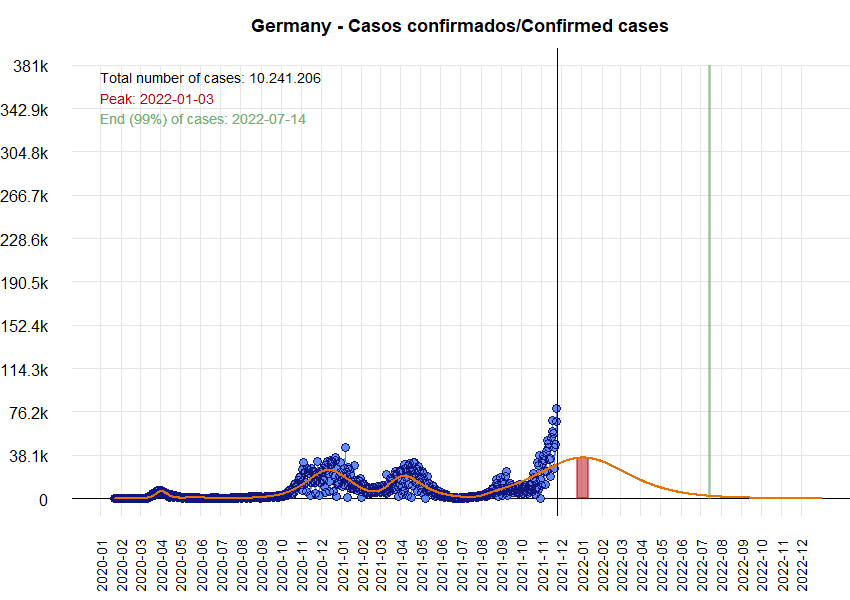 Germany - Casos confirmados/Confirmed cases
381k
Total number of cases: 10.241.206
Peak: 2022-01-03
End (99%) of cases: 2022-07-14
342.9k
304.8k
266.7k
228.6k
190.5k
152.4k
114.3k
76.2k
38.1k
0
2020-01
2020-02
2020-03
2020-04
2020-05
2020-06
2020-07
2020-08
2020-09
2020-10
2020-11
2020-12
2021-01
2021-02
2021-03
2021-04
2021-05
2021-06
2021-07
2021-08
2021-09
2021-10
2021-11
2021-12
2022-01
2022-02
2022-03
2022-04
2022-05
2022-06
2022-07
2022-08
2022-09
2022-10
2022-11
2022-12